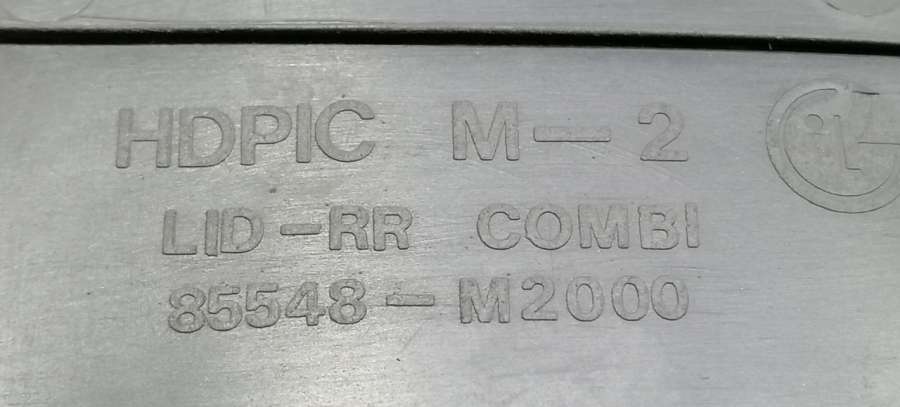 HDPIC M-2
LID-RR COMBI
85548-M2000